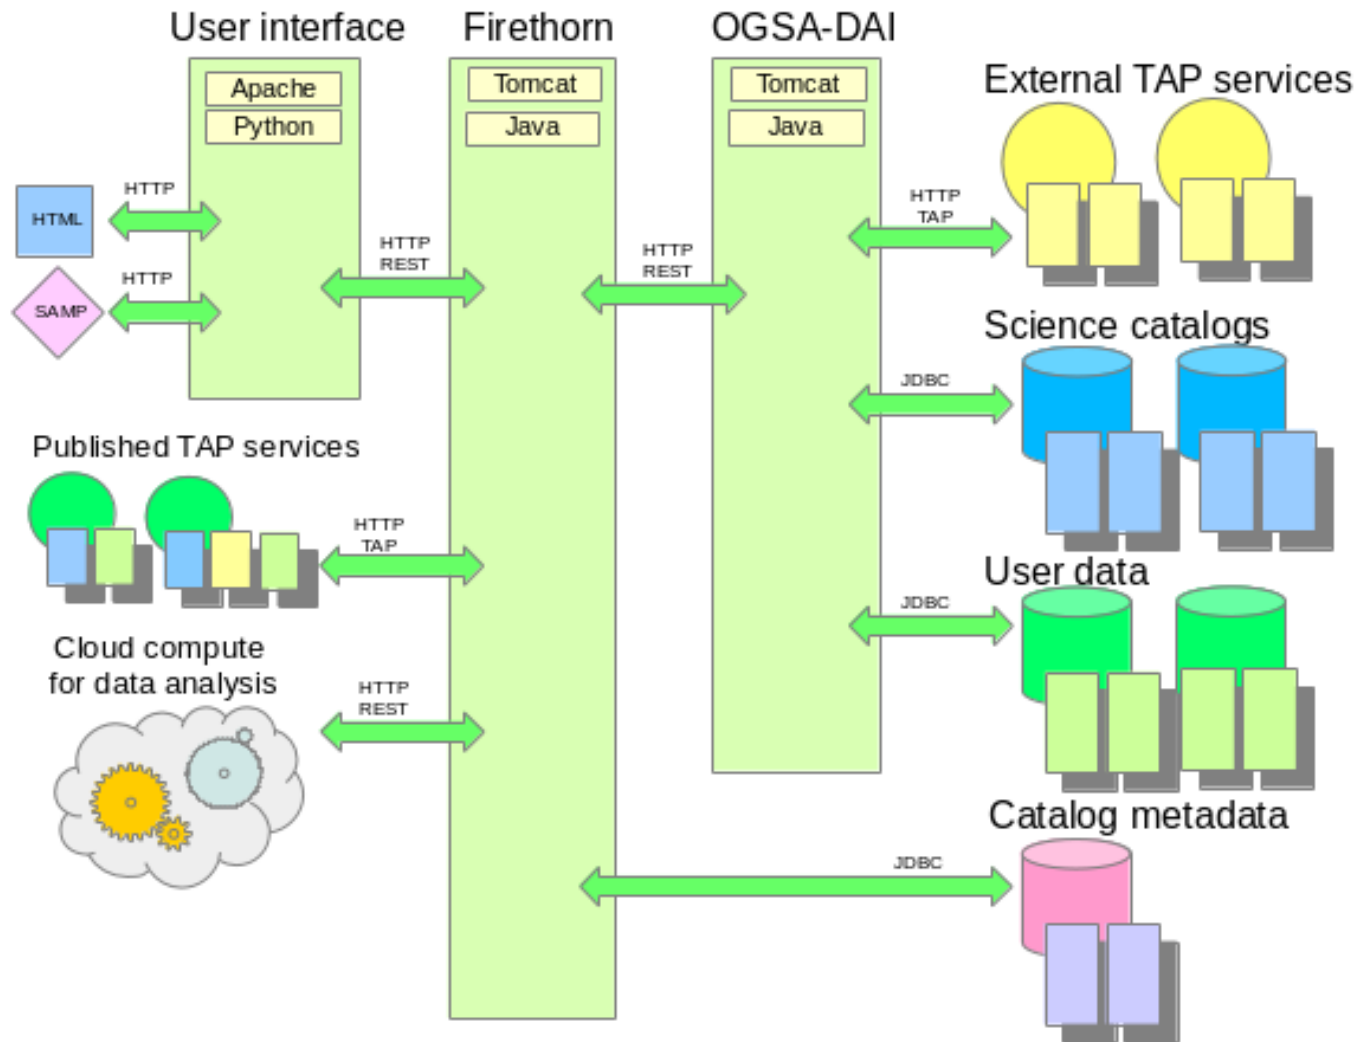 User interface
Firethorn
OGSA-DAI
Apache
Python
Tomcat
Java
Tomcat
Java
External TAP services
HTTP
HTML
HTTP
SAMP
HTTP
REST
HTTP
REST
HTTP
TAP
Science catalogs
JDBC
Published TAP services
HTTP
TAP
User data
JDBC
Cloud compute
for data analysis
HTTP
REST
Catalog metadata
JDBC